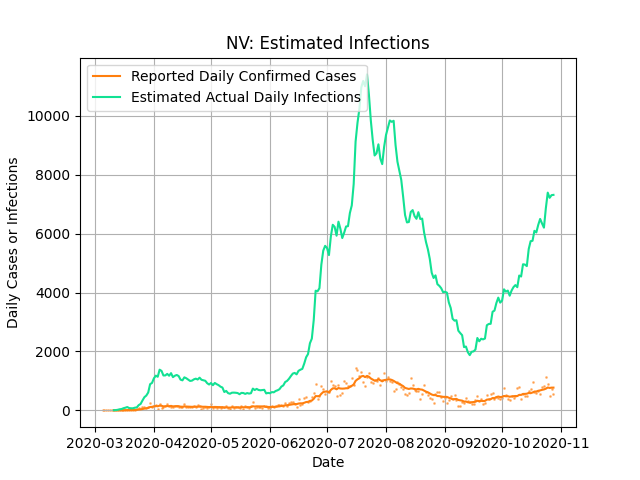 NV: Estimated Infections
Reported Daily Confirmed Cases
Estimated Actual Daily Infections
Daily Cases or Infections
10000
8000
6000
4000
2000
0
2020-03 2020-04 2020-05 2020-06 2020-07 2020-08 2020-09 2020-10 2020-11
Date